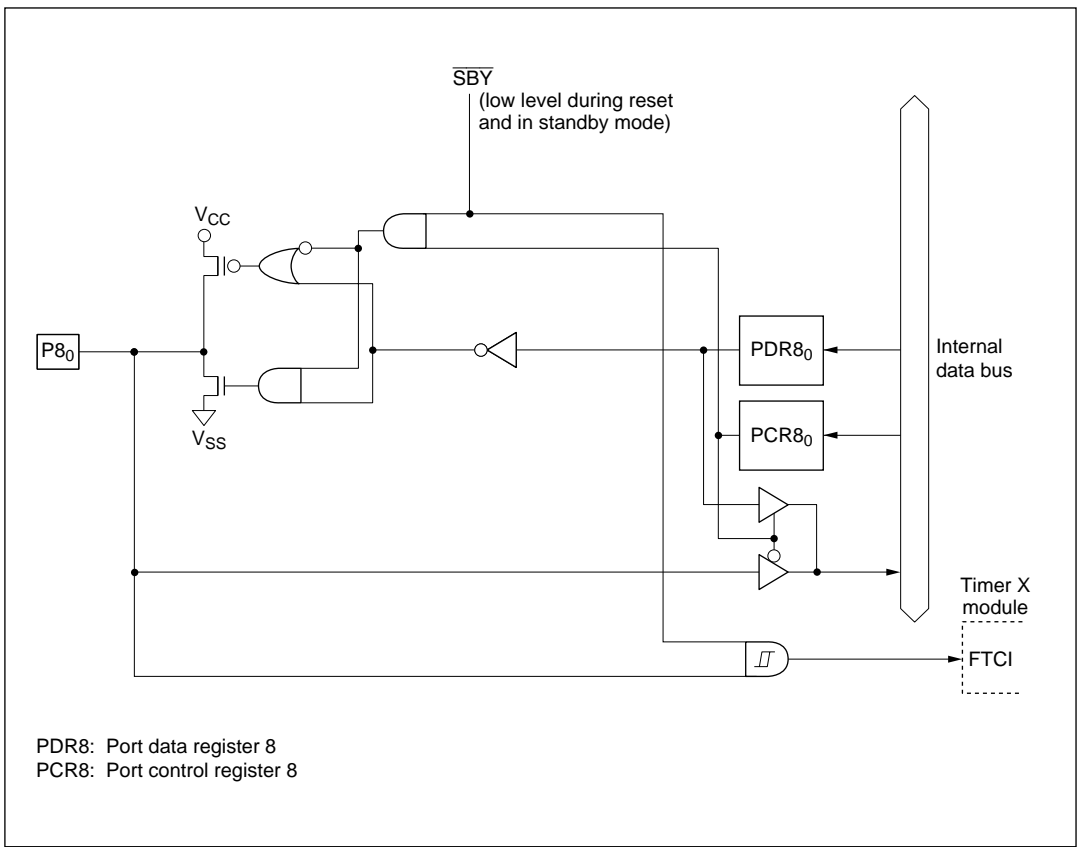 SBY
(low level during reset
and in standby mode)
VCC
P80
VSS
PDR80
PCR80
Internal
data bus
Timer X
module
FTCI
PDR8: Port data register 8
PCR8: Port control register 8